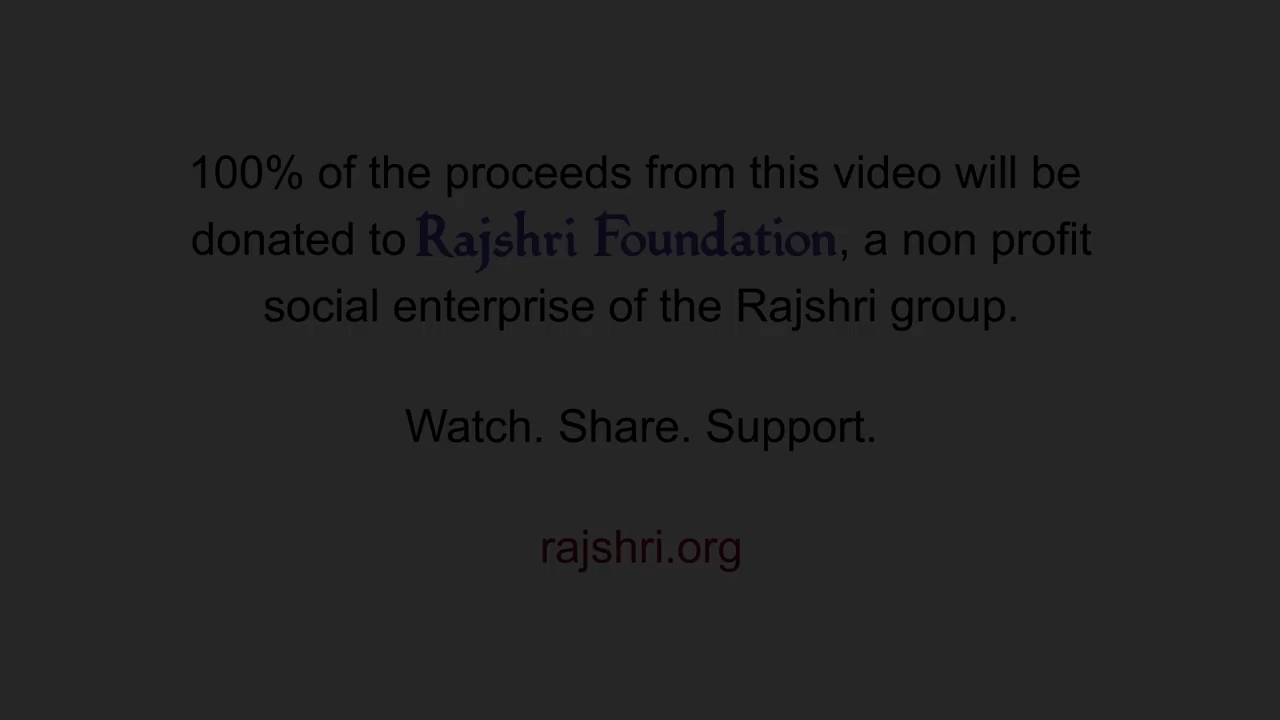 100% of the proceeds from this video will be
donated to Rajshri Foundation, a non profit
social enterprise of the Rajshri group.
Watch. Share. Support.
rajshri.org